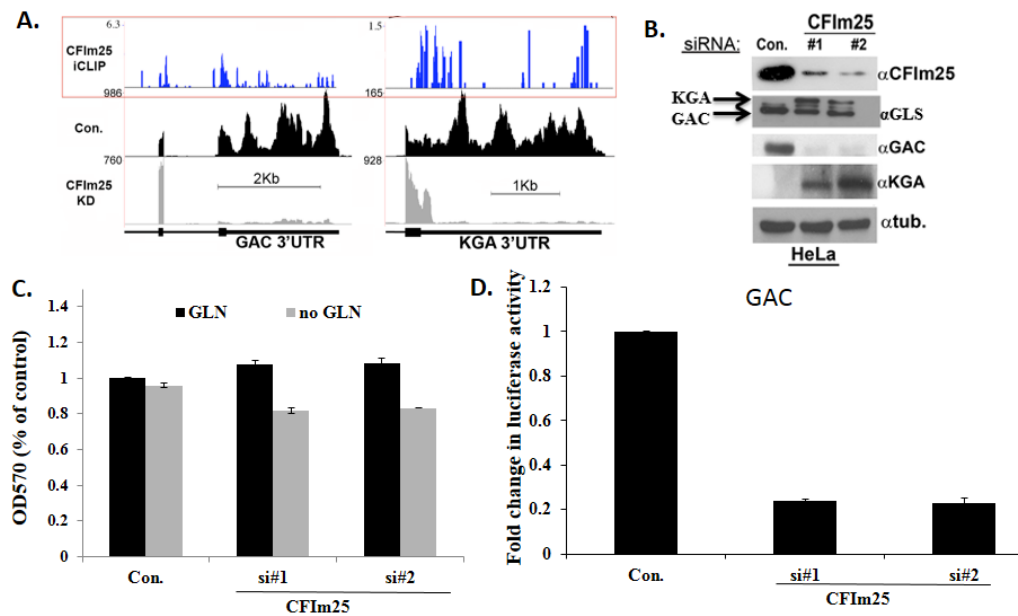 A.
CFIm25
iCLIP
6.3
1.5
Con.
986
165
CFIm25
KD
760
928
2Kb
1Kb
GAC 3'UTR
KGA 3'UTR
B.
CFIm25
siRNA: Con. #1 #2
αCFIm25
KGA
GAC
αGLS
αGAC
αKGA
αtub.
HeLa
C.
GLN no GLN
OD570 (% of control)
1.4
1.2
1
0.8
0.6
0.4
0.2
0
Con. si#1 si#2
CFIm25
D.
GAC
Fold change in luciferase activity
1.2
1
0.8
0.6
0.4
0.2
0
Con. si#1 si#2
CFIm25